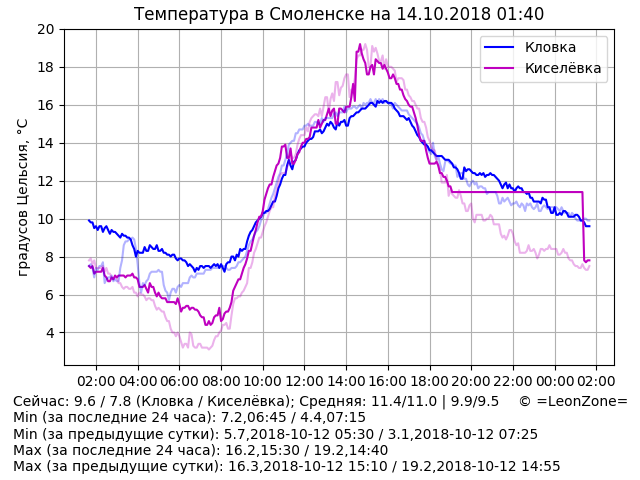 Температура в Смоленске на 14.10.2018 01:40
градусов Цельсия, °C
20
18
16
14
12
10
8
6
4
Кловка
Киселёвка
02:00 04:00 06:00 08:00 10:00 12:00 14:00 16:00 18:00 20:00 22:00 00:00 02:00
Сейчас: 9.6 / 7.8 (Кловка / Киселёвка); Средняя: 11.4/11.0 | 9.9/9.5 © =LeonZone=
Min (за последние 24 часа): 7.2,06:45 / 4.4,07:15
Min (за предыдущие сутки): 5.7,2018-10-12 05:30 / 3.1,2018-10-12 07:25
Max (за последние 24 часа): 16.2,15:30 / 19.2,14:40
Max (за предыдущие сутки): 16.3,2018-10-12 15:10 / 19.2,2018-10-12 14:55